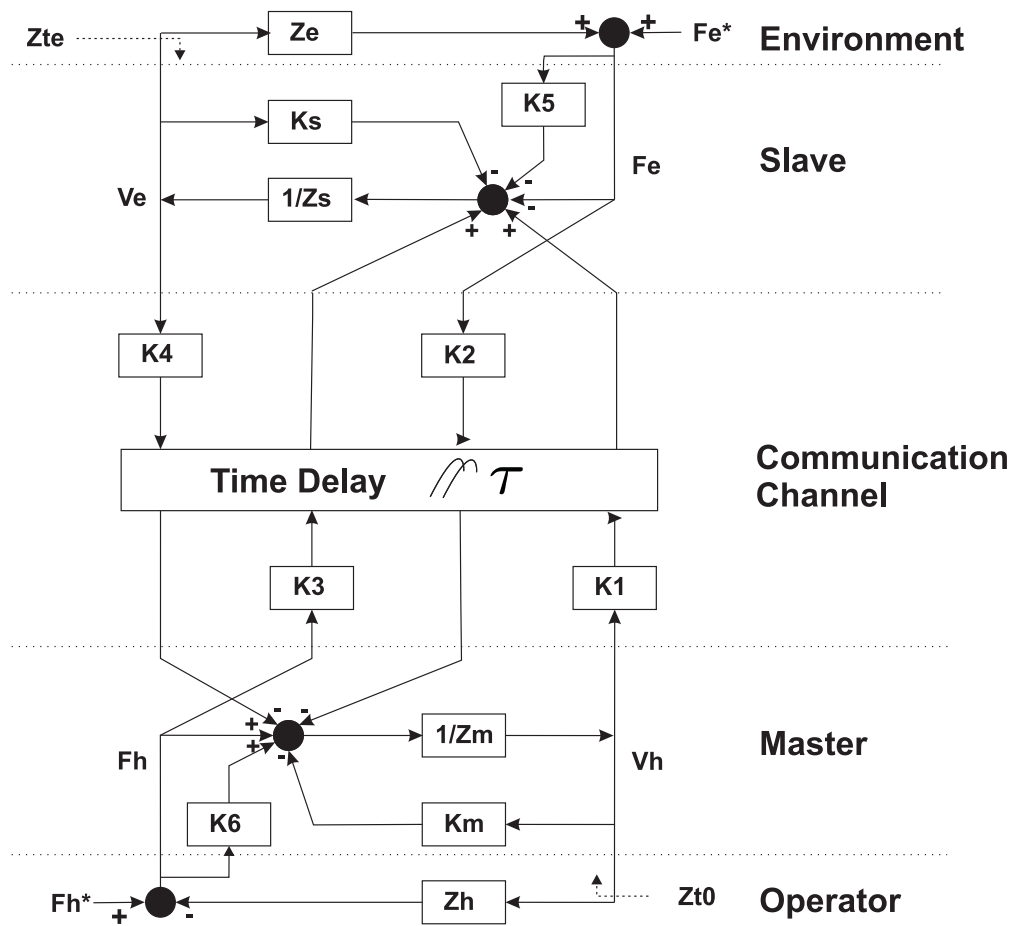 Zte
Ze
+ +
Fe*
Environment
K5
Ks
Slave
Fe
Ve
1/Zs
- - -
+ +
K4
K2
Communication
Channel
Time Delay τ
K3
K1
- -
+
+
-
1/Zm
Master
Fh
Vh
K6
Km
Fh*
+ -
Zh
Zt0
Operator